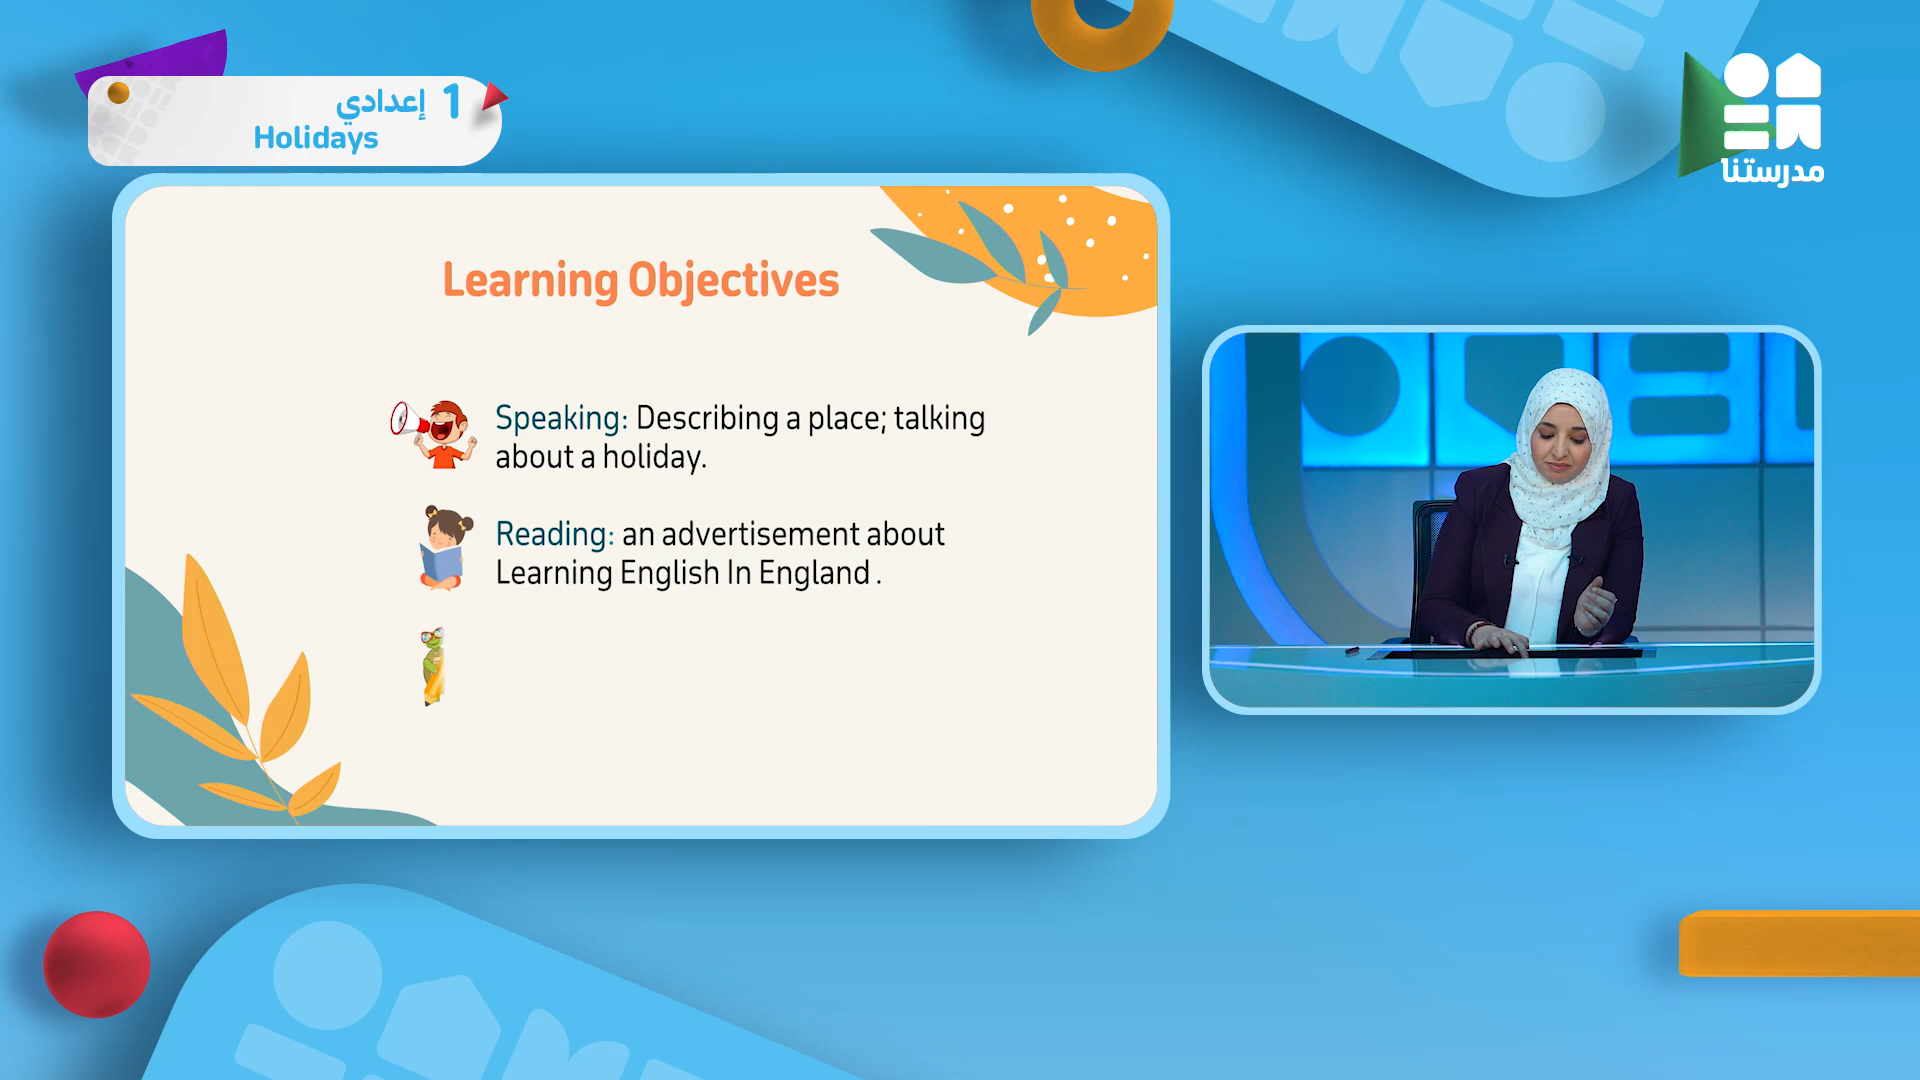 1 إعدادي
Holidays
مدرستنا
Learning Objectives
Speaking: Describing a place; talking
about a holiday.
Reading: an advertisement about
Learning English In England .